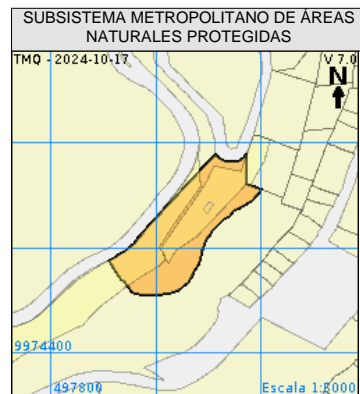 SUBSISTEMA METROPOLITANO DE ÁREAS
NATURALES PROTEGIDAS
TMQ - 2024-10-17
V 7.0
N
9974400
497800
Escala 1:5000